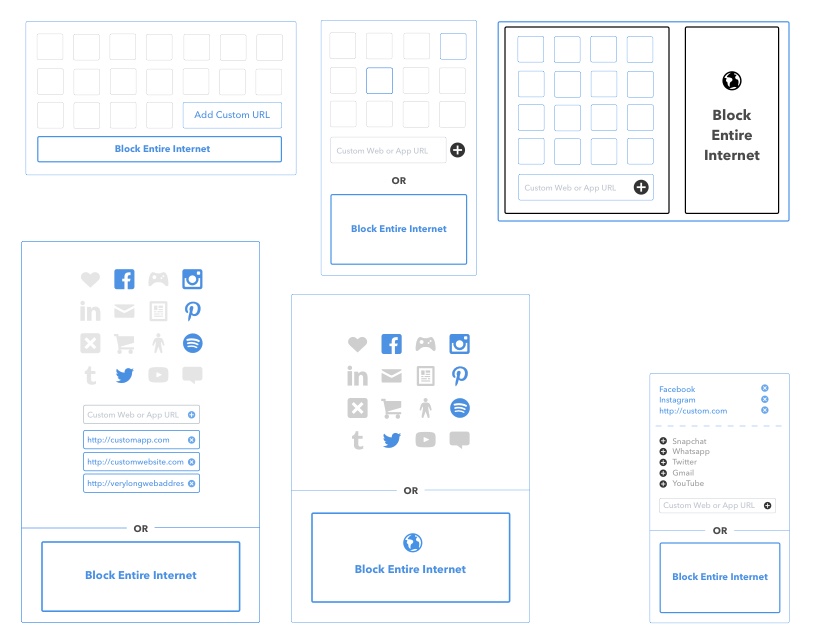 Add Custom URL
Block Entire Internet
Custom Web or App URL
OR
Block Entire Internet
Custom Web or App URL
Block
Entire
Internet
Custom Web or App URL
http://customapp.com
http://customwebsite.com
http://verylongwebaddres
OR
Block Entire Internet
OR
Block Entire Internet
Facebook
Instagram
http://custom.com
Snapchat
Whatsapp
Twitter
Gmail
YouTube
Custom Web or App URL
OR
Block Entire Internet